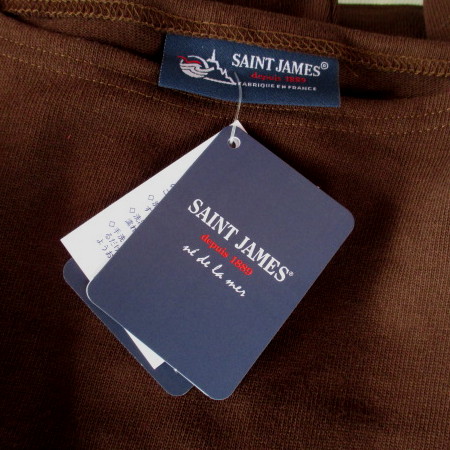 SAINT JAMES®
depuis 1889
FABRIQUE EN FRANCE
SAINT JAMES®
depuis 1889
né de la mer